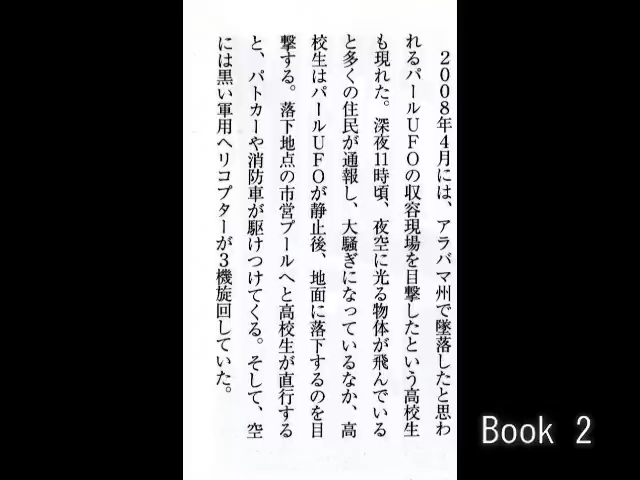 ２００８年４月には、アラバマ州で墜落したと思わ
れるパールＵＦＯの収容現場を目撃したという高校生
も現れた。深夜11時頃、夜空に光る物体が飛んでいる
と多くの住民が通報し、大騒ぎになっているなか、高
校生はパールＵＦＯが静止後、地面に落下するのを目
撃する。落下地点の市営プールへと高校生が直行する
と、パトカーや消防車が駆けつけてくる。そして、空
には黒い軍用ヘリコプターが３機旋回していた。
Book 2